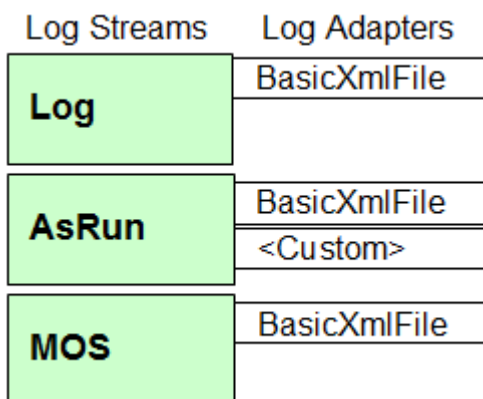 Log Streams Log Adapters
Log BasicXmlFile
AsRun BasicXmlFile
<Custom>
MOS BasicXmlFile